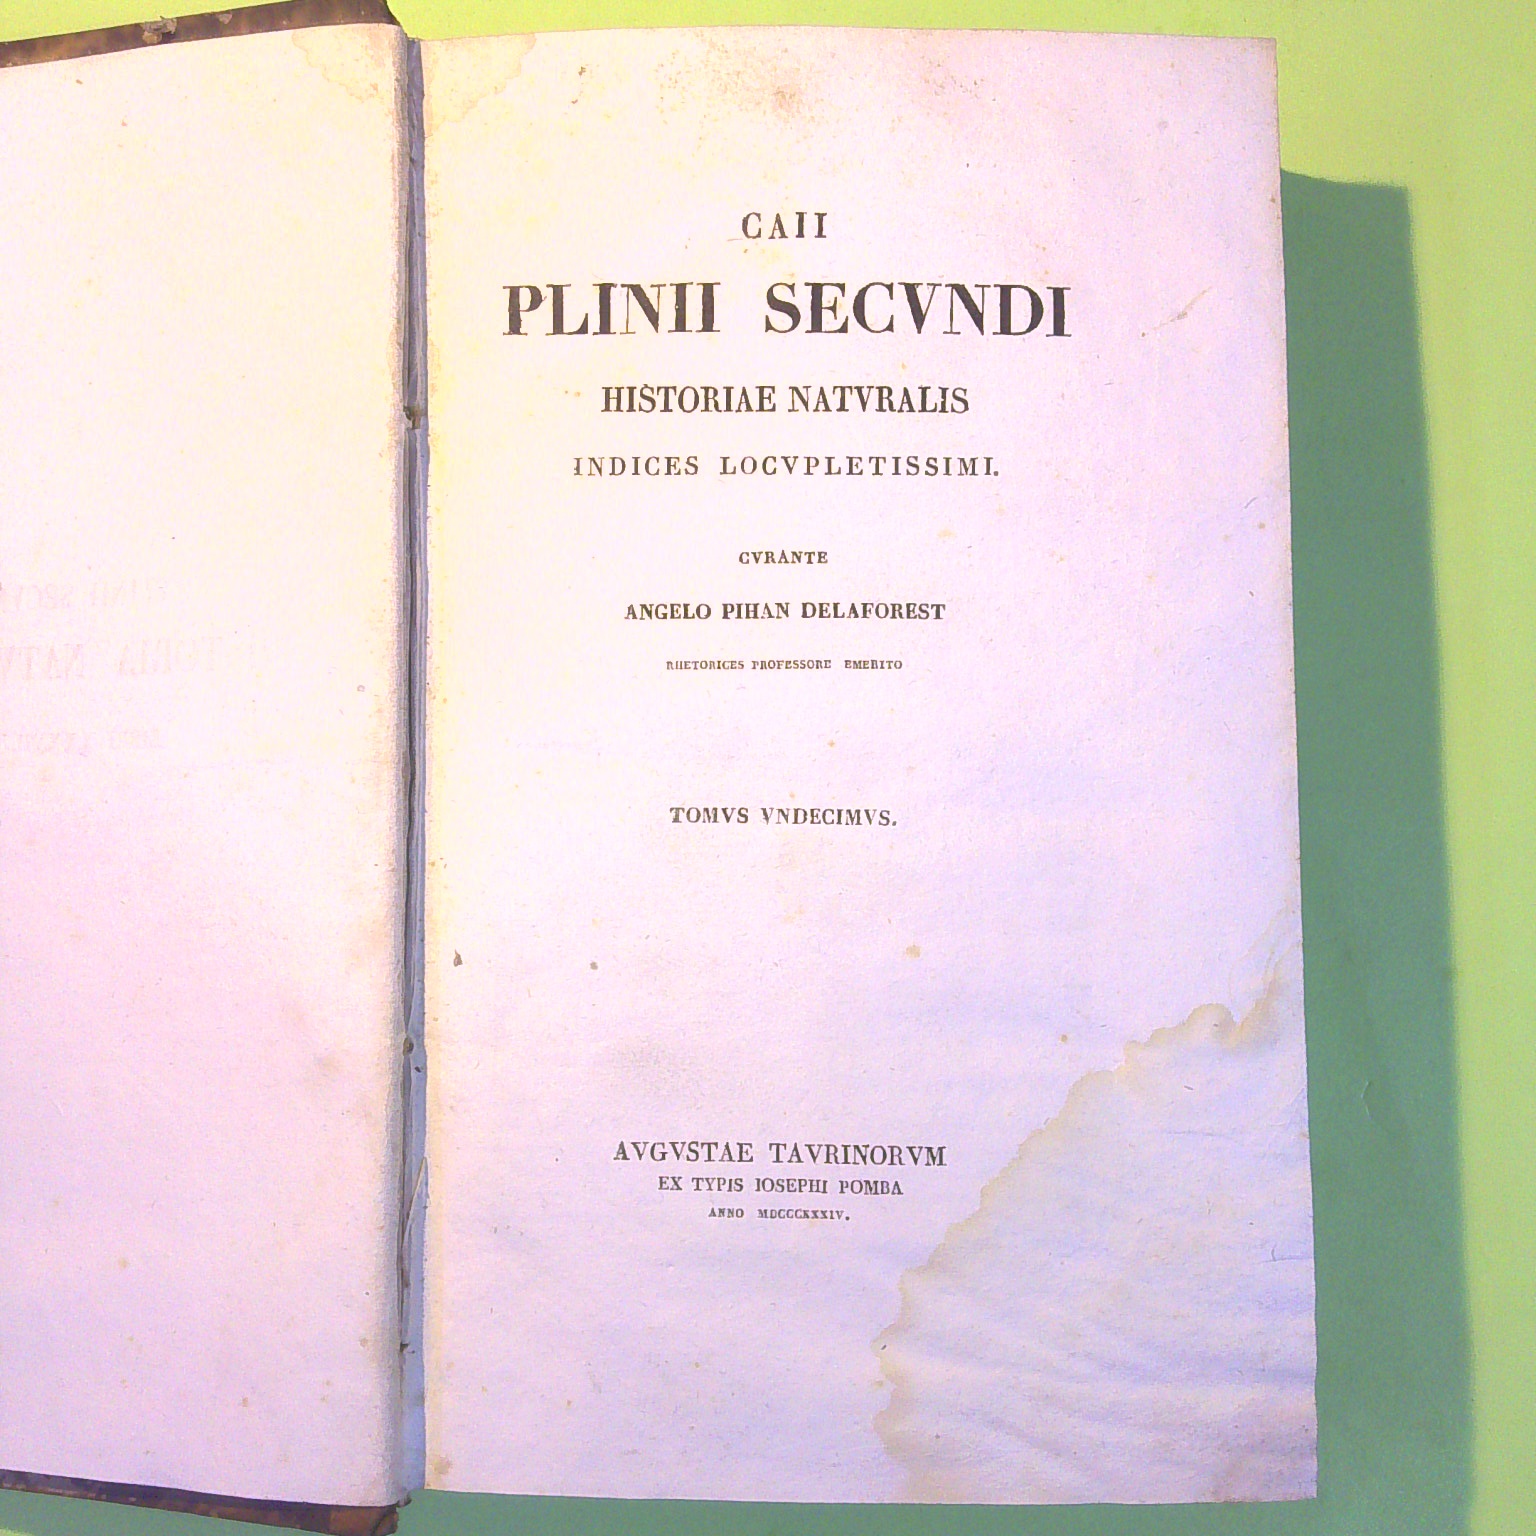 CAII
PLINII SECVNDI
HISTORIAE NATVRALIS
INDICES LOCVPLETISSIMI.
CVRANTE
ANGELO PIHAN DELAFOREST
RHETORICES PROFESSORE EMERITO
TOMVS VNDECIMVS.
AVGVSTAE TAVRINORVM
EX TYPIS IOSEPHI POMBA
ANNO MDCCCXXXIV.